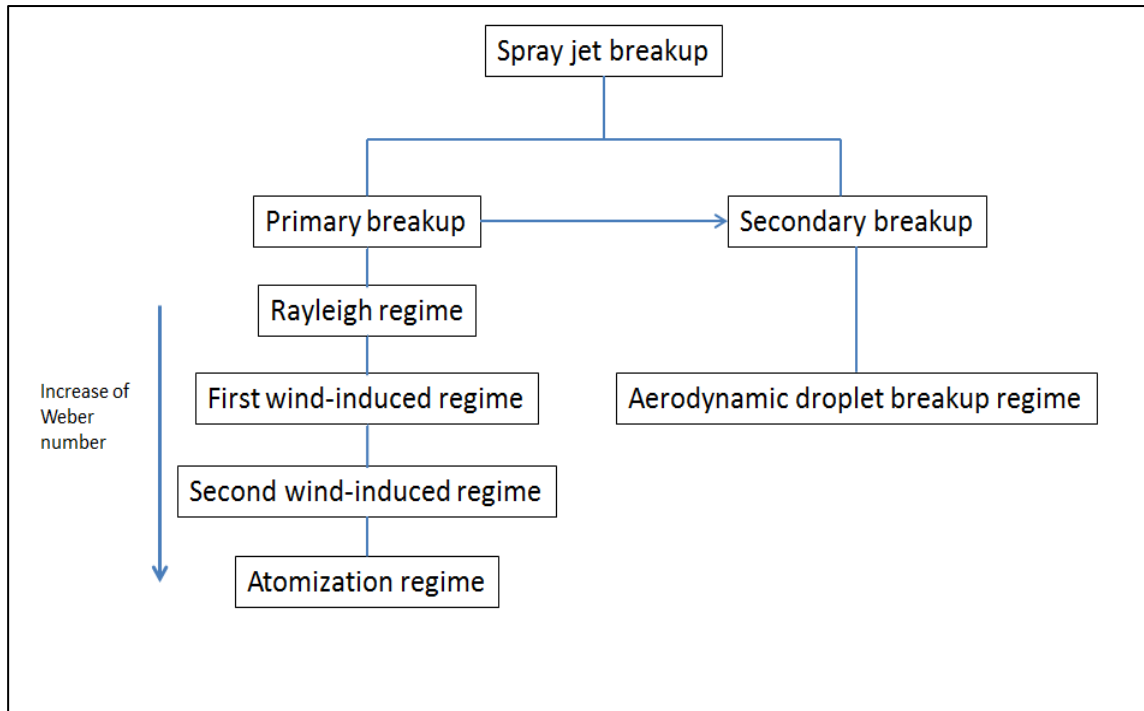 Spray jet breakup
Primary breakup
Secondary breakup
Rayleigh regime
Increase of
Weber
number
First wind-induced regime
Aerodynamic droplet breakup regime
Second wind-induced regime
Atomization regime